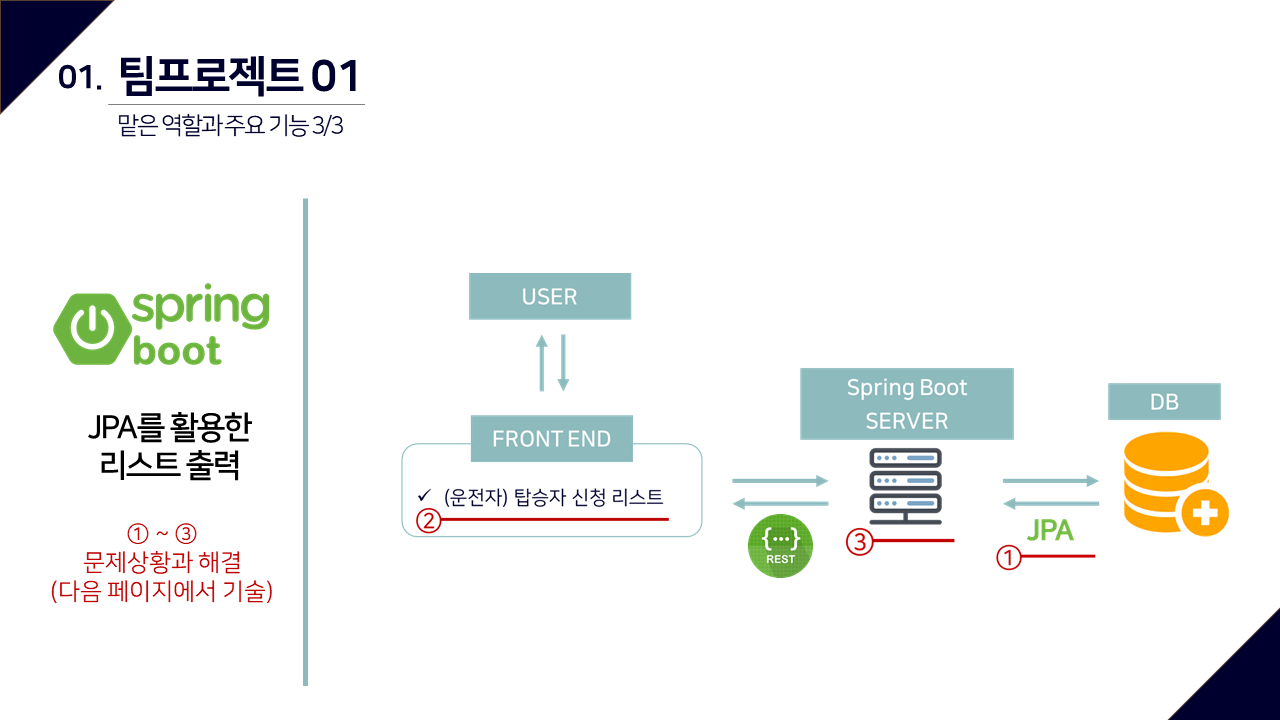 01. 팀프로젝트 01
맡은 역할과 주요 기능 3/3
spring
boot
JPA를 활용한
리스트 출력
① ~ ③
문제상황과 해결
(다음 페이지에서 기술)
USER
FRONT END
✓ (운전자) 탑승자 신청 리스트
②
{···}
REST
Spring Boot
SERVER
③
JPA
①
DB